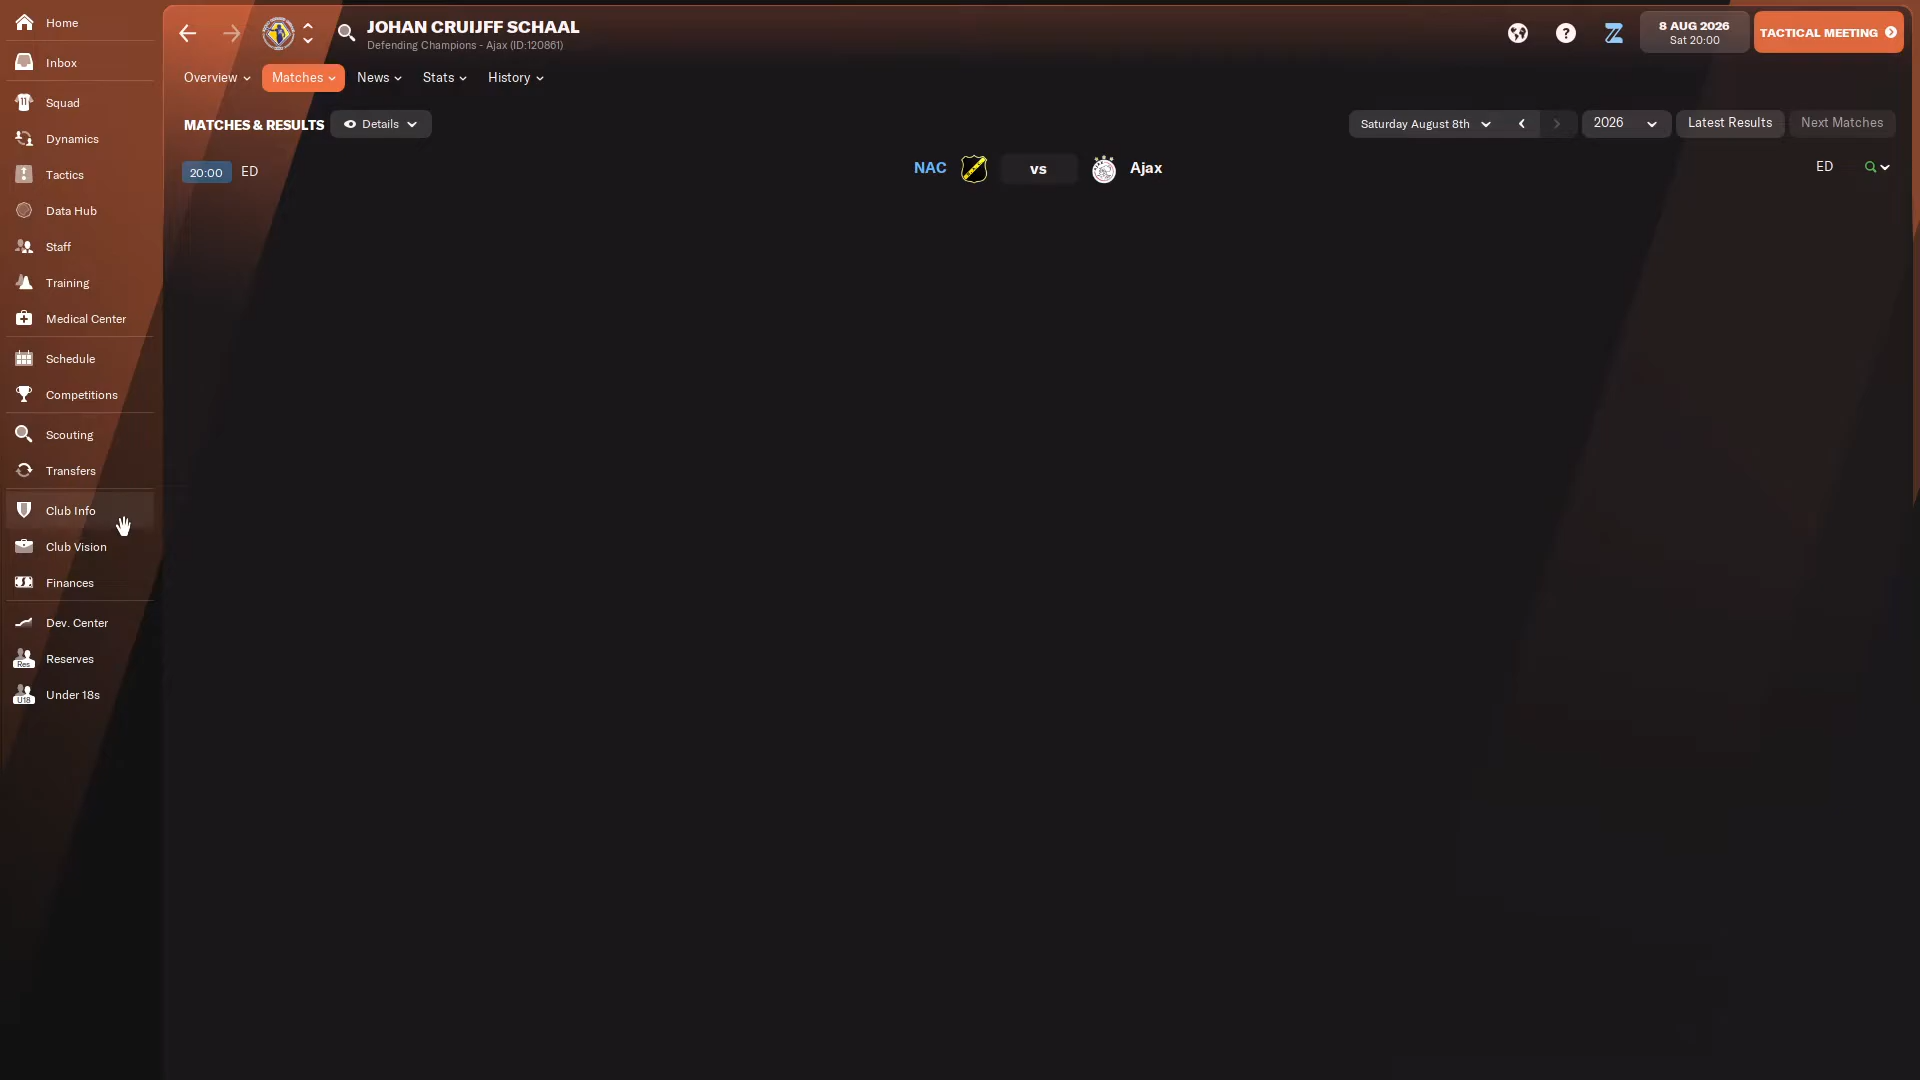 Home
Inbox
Squad
Dynamics
Tactics
Data Hub
Staff
Training
Medical Center
Schedule
Competitions
Scouting
Transfers
Club Info
Club Vision
Finances
Dev. Center
Res
Reserves
U18
Under 18s
JOHAN CRUIJFF SCHAAL
Defending Champions - Ajax (ID:120861)
8 AUG 2026
Sat 20:00
TACTICAL MEETING
Overview Matches News Stats History
MATCHES & RESULTS Details Saturday August 8th 2026 Latest Results Next Matches
20:00 ED NAC vs Ajax ED